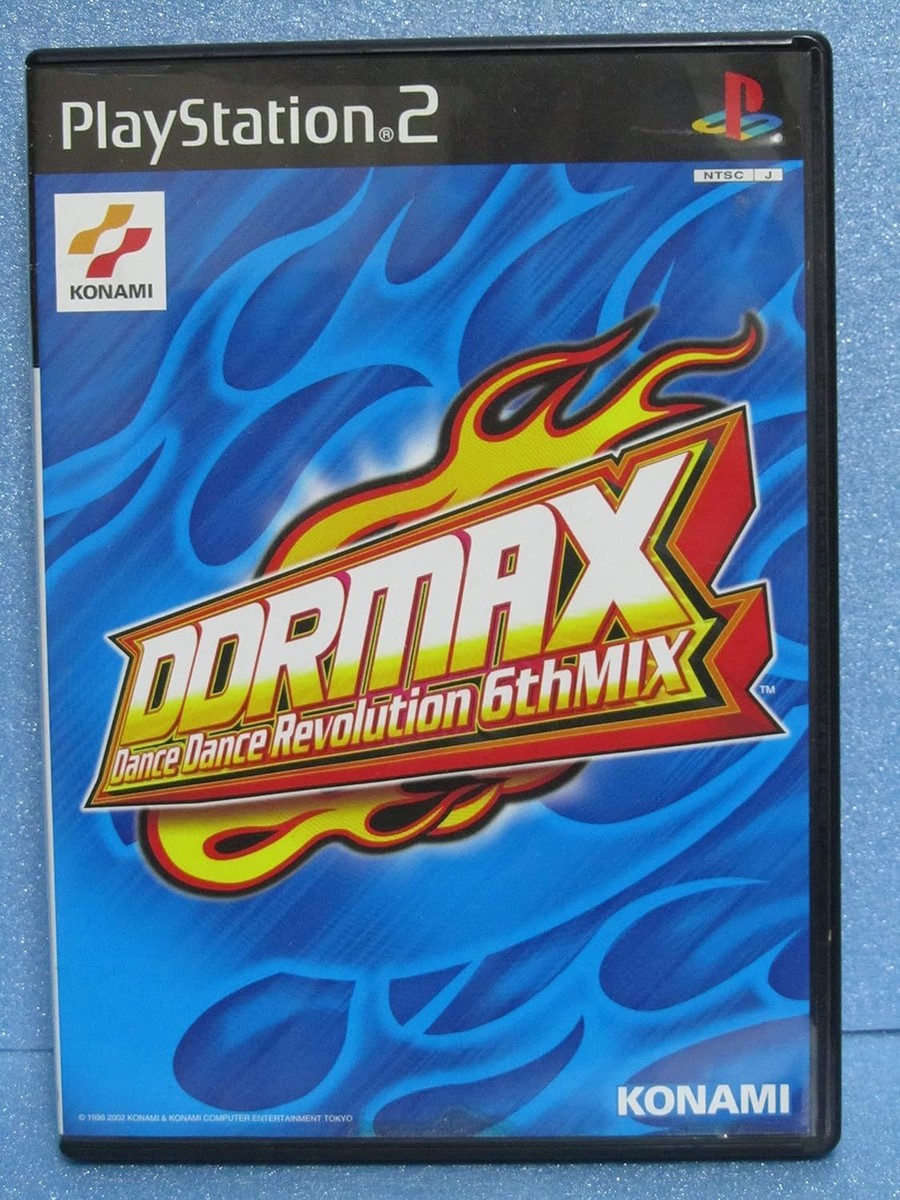 PlayStation®2
NTSC J
KONAMI
DDRMAX
Dance Dance Revolution 6thMIX
TM
KONAMI
© 1998 2002 KONAMI & KONAMI COMPUTER ENTERTAINMENT TOKYO